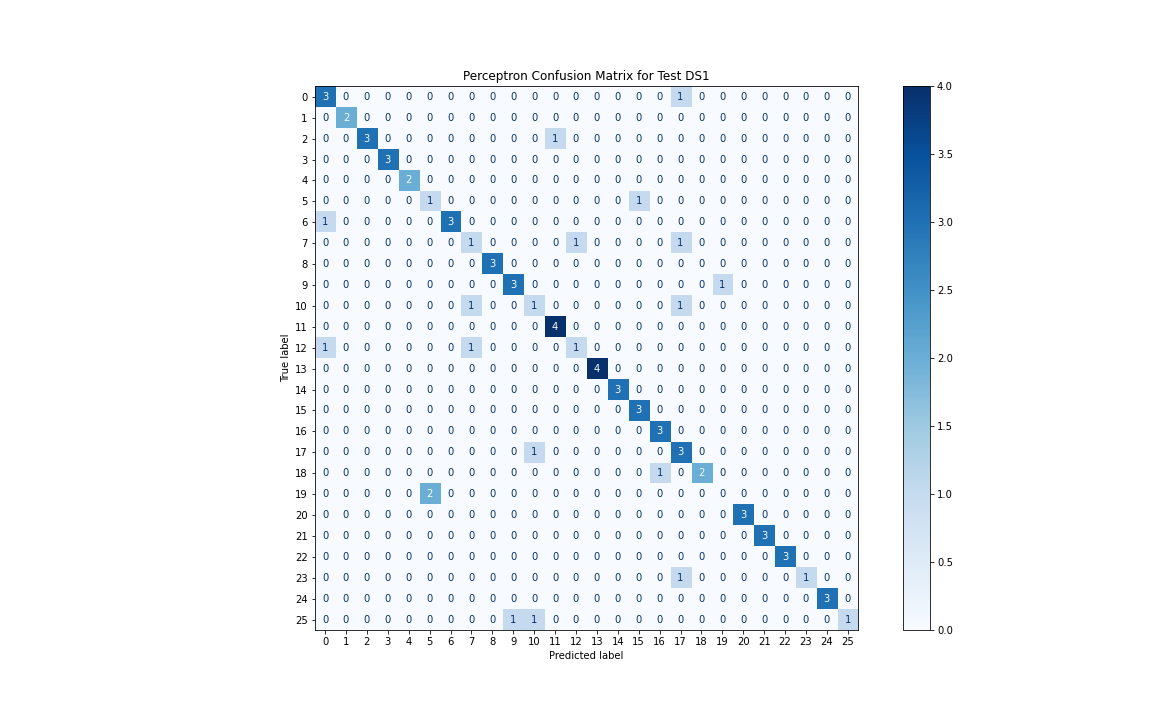 Perceptron Confusion Matrix for Test DS1
0 3 0 0 0 0 0 0 0 0 0 0 0 0 0 0 0 0 1 0 0 0 0 0 0 0 0
1 0 2 0 0 0 0 0 0 0 0 0 0 0 0 0 0 0 0 0 0 0 0 0 0 0 0
2 0 0 3 0 0 0 0 0 0 0 0 1 0 0 0 0 0 0 0 0 0 0 0 0 0 0
3 0 0 0 3 0 0 0 0 0 0 0 0 0 0 0 0 0 0 0 0 0 0 0 0 0 0
4 0 0 0 0 2 0 0 0 0 0 0 0 0 0 0 0 0 0 0 0 0 0 0 0 0 0
5 0 0 0 0 0 1 0 0 0 0 0 0 0 0 0 1 0 0 0 0 0 0 0 0 0 0
6 1 0 0 0 0 0 3 0 0 0 0 0 0 0 0 0 0 0 0 0 0 0 0 0 0 0
7 0 0 0 0 0 0 0 1 0 0 0 0 1 0 0 0 0 1 0 0 0 0 0 0 0 0
8 0 0 0 0 0 0 0 0 3 0 0 0 0 0 0 0 0 0 0 0 0 0 0 0 0 0
9 0 0 0 0 0 0 0 0 0 3 0 0 0 0 0 0 0 0 0 1 0 0 0 0 0 0
10 0 0 0 0 0 0 0 1 0 0 1 0 0 0 0 0 0 1 0 0 0 0 0 0 0 0
11 0 0 0 0 0 0 0 0 0 0 0 4 0 0 0 0 0 0 0 0 0 0 0 0 0 0
12 1 0 0 0 0 0 0 1 0 0 0 0 1 0 0 0 0 0 0 0 0 0 0 0 0 0
13 0 0 0 0 0 0 0 0 0 0 0 0 0 4 0 0 0 0 0 0 0 0 0 0 0 0
14 0 0 0 0 0 0 0 0 0 0 0 0 0 0 3 0 0 0 0 0 0 0 0 0 0 0
15 0 0 0 0 0 0 0 0 0 0 0 0 0 0 0 3 0 0 0 0 0 0 0 0 0 0
16 0 0 0 0 0 0 0 0 0 0 0 0 0 0 0 0 3 0 0 0 0 0 0 0 0 0
17 0 0 0 0 0 0 0 0 0 0 1 0 0 0 0 0 0 3 0 0 0 0 0 0 0 0
18 0 0 0 0 0 0 0 0 0 0 0 0 0 0 0 0 1 0 2 0 0 0 0 0 0 0
19 0 0 0 0 0 2 0 0 0 0 0 0 0 0 0 0 0 0 0 0 0 0 0 0 0 0
20 0 0 0 0 0 0 0 0 0 0 0 0 0 0 0 0 0 0 0 0 3 0 0 0 0 0
21 0 0 0 0 0 0 0 0 0 0 0 0 0 0 0 0 0 0 0 0 0 3 0 0 0 0
22 0 0 0 0 0 0 0 0 0 0 0 0 0 0 0 0 0 0 0 0 0 0 3 0 0 0
23 0 0 0 0 0 0 0 0 0 0 0 0 0 0 0 0 0 1 0 0 0 0 0 1 0 0
24 0 0 0 0 0 0 0 0 0 0 0 0 0 0 0 0 0 0 0 0 0 0 0 0 3 0
25 0 0 0 0 0 0 0 0 0 1 1 0 0 0 0 0 0 0 0 0 0 0 0 0 0 1
0 1 2 3 4 5 6 7 8 9 10 11 12 13 14 15 16 17 18 19 20 21 22 23 24 25
Predicted label
True label
4.0
3.5
3.0
2.5
2.0
1.5
1.0
0.5
0.0